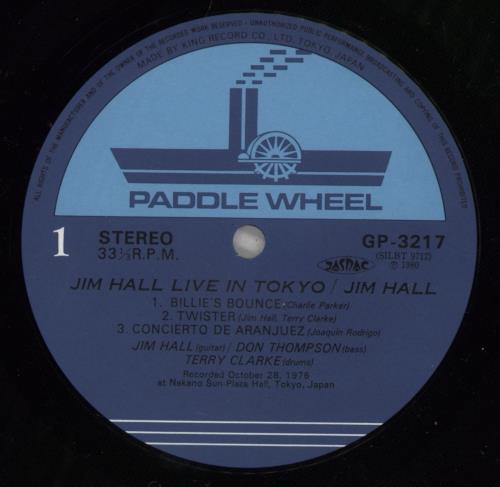 ALL RIGHTS OF THE MANUFACTURER AND OF THE OWNER OF THE RECORDED WORK RESERVED • UNAUTHORIZED PUBLIC PERFORMANCE BROADCASTING AND COPYING OF THIS RECORD PROHIBITED
MADE BY KING RECORD CO., LTD. TOKYO, JAPAN
PADDLE WHEEL
1
STEREO
33⅓R.P.M.
GP-3217
(SILBT 9712)
JASRAC
Ⓟ 1980
JIM HALL LIVE IN TOKYO / JIM HALL
1. BILLIE'S BOUNCE (Charlie Parker)
2. TWISTER (Jim Hall, Terry Clarke)
3. CONCIERTO DE ARANJUEZ (Joaquin Rodrigo)
JIM HALL (guitar) / DON THOMPSON (bass)
TERRY CLARKE (drums)
Recorded October 28, 1976
at Nakano Sun-Plaza Hall, Tokyo, Japan